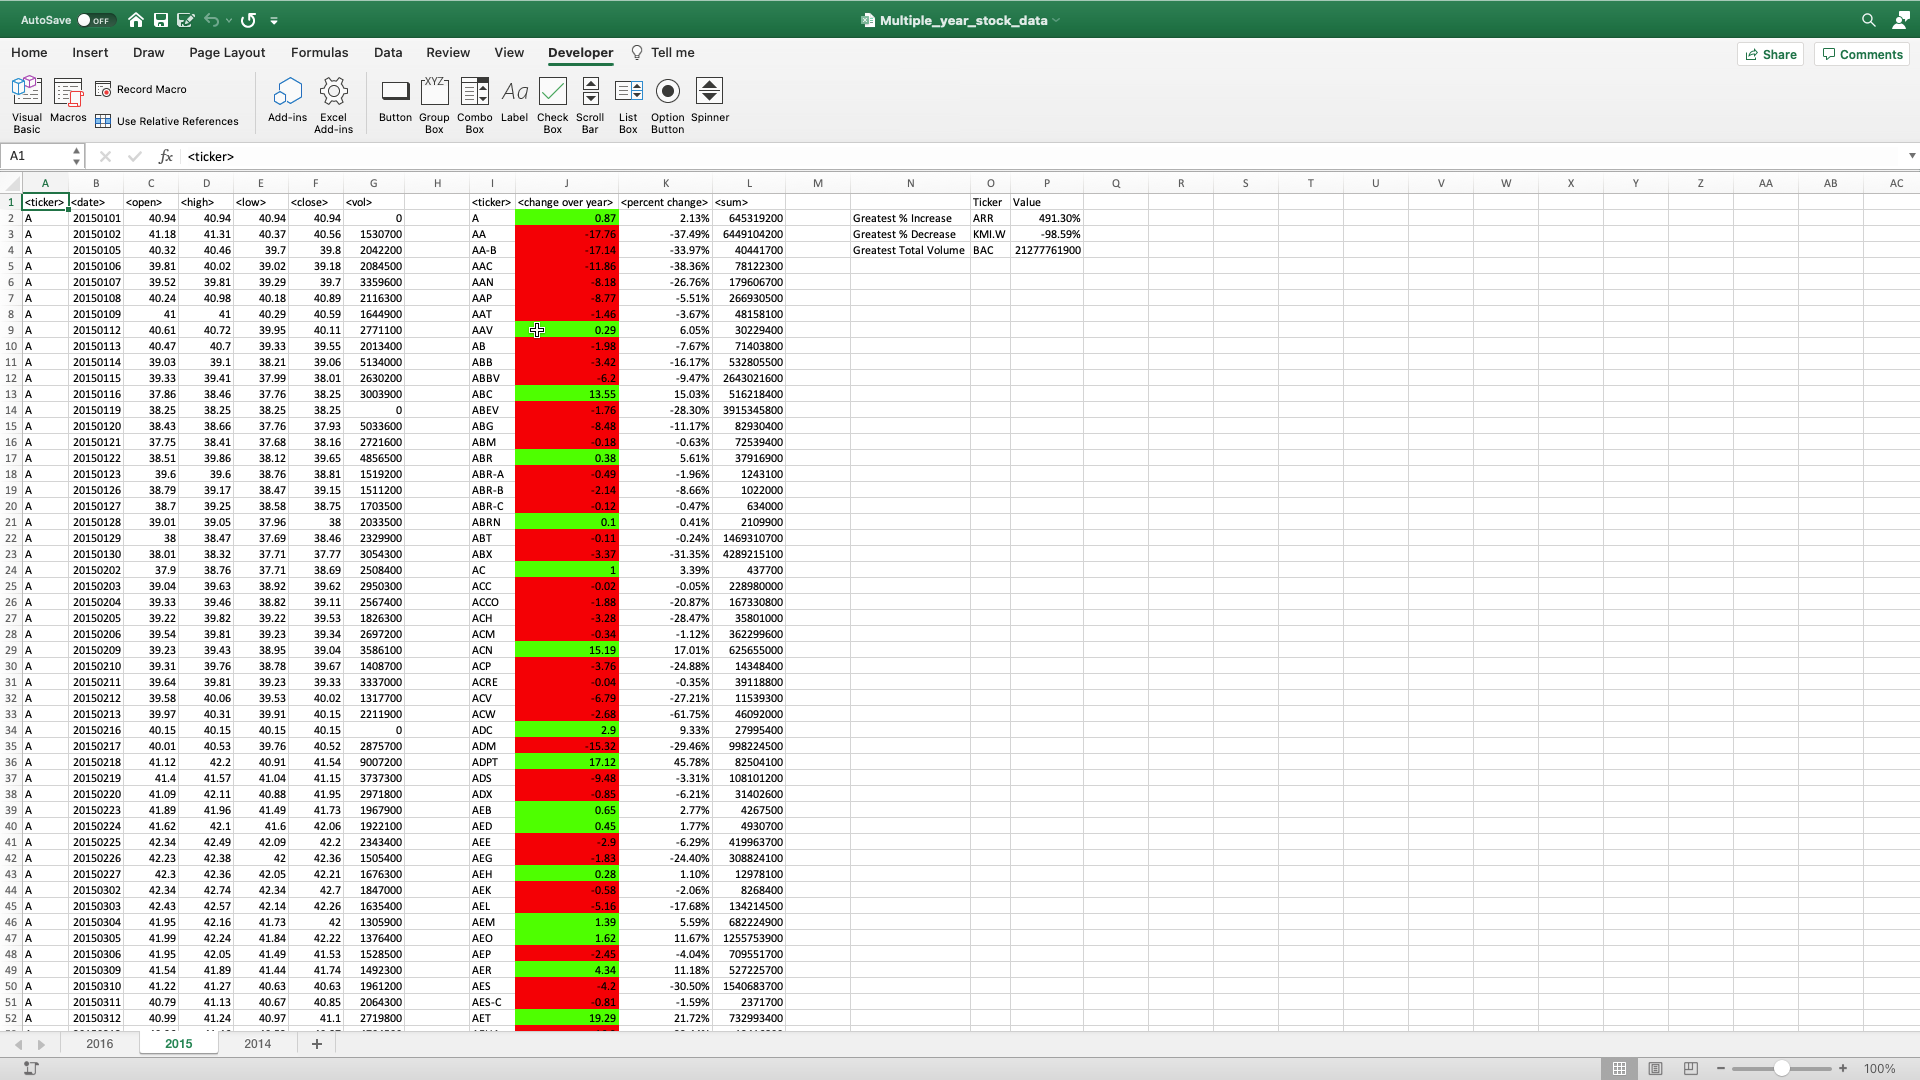 AutoSave OFF Multiple_year_stock_data
Home Insert Draw Page Layout Formulas Data Review View Developer Tell me Share Comments
Visual Basic Macros Record Macro Use Relative References Add-ins Excel Add-ins Button Group Box Combo Box Label Check Box Scroll Bar List Box Option Button Spinner
A1 fx <ticker>
A B C D E F G H I J K L M N O P Q R S T U V W X Y Z AA AB AC
1 <ticker> <date> <open> <high> <low> <close> <vol> <ticker> <change over year> <percent change> <sum> Ticker Value
2 A 20150101 40.94 40.94 40.94 40.94 0 A 0.87 2.13% 645319200 Greatest % Increase ARR 491.30%
3 A 20150102 41.18 41.31 40.37 40.56 1530700 AA -17.76 -37.49% 6449104200 Greatest % Decrease KMI.W -98.59%
4 A 20150105 40.32 40.46 39.7 39.8 2042200 AA-B -17.14 -33.97% 40441700 Greatest Total Volume BAC 21277761900
5 A 20150106 39.81 40.02 39.02 39.18 2084500 AAC -11.86 -38.36% 78122300
6 A 20150107 39.52 39.81 39.29 39.7 3359600 AAN -8.18 -26.76% 179606700
7 A 20150108 40.24 40.98 40.18 40.89 2116300 AAP -8.77 -5.51% 266930500
8 A 20150109 41 41 40.29 40.59 1644900 AAT -1.46 -3.67% 48158100
9 A 20150112 40.61 40.72 39.95 40.11 2771100 AAV 0.29 6.05% 30229400
10 A 20150113 40.47 40.7 39.33 39.55 2013400 AB -1.98 -7.67% 71403800
11 A 20150114 39.03 39.1 38.21 39.06 5134000 ABB -3.42 -16.17% 532805500
12 A 20150115 39.33 39.41 37.99 38.01 2630200 ABBV -6.2 -9.47% 2643021600
13 A 20150116 37.86 38.46 37.76 38.25 3003900 ABC 13.55 15.03% 516218400
14 A 20150119 38.25 38.25 38.25 38.25 0 ABEV -1.76 -28.30% 3915345800
15 A 20150120 38.43 38.66 37.76 37.93 5033600 ABG -8.48 -11.17% 82930400
16 A 20150121 37.75 38.41 37.68 38.16 2721600 ABM -0.18 -0.63% 72539400
17 A 20150122 38.51 39.86 38.12 39.65 4856500 ABR 0.38 5.61% 37916900
18 A 20150123 39.6 39.6 38.76 38.81 1519200 ABR-A -0.49 -1.96% 1243100
19 A 20150126 38.79 39.17 38.47 39.15 1511200 ABR-B -2.14 -8.66% 1022000
20 A 20150127 38.7 39.25 38.58 38.75 1703500 ABR-C -0.12 -0.47% 634000
21 A 20150128 39.01 39.05 37.96 38 2033500 ABRN 0.1 0.41% 2109900
22 A 20150129 38 38.47 37.69 38.46 2329900 ABT -0.11 -0.24% 1469310700
23 A 20150130 38.01 38.32 37.71 37.77 3054300 ABX -3.37 -31.35% 4289215100
24 A 20150202 37.9 38.76 37.71 38.69 2508400 AC 1 3.39% 437700
25 A 20150203 39.04 39.63 38.92 39.62 2950300 ACC -0.02 -0.05% 228980000
26 A 20150204 39.33 39.46 38.82 39.11 2567400 ACCO -1.88 -20.87% 167330800
27 A 20150205 39.22 39.82 39.22 39.53 1826300 ACH -3.28 -28.47% 35801000
28 A 20150206 39.54 39.81 39.23 39.34 2697200 ACM -0.34 -1.12% 362299600
29 A 20150209 39.23 39.43 38.95 39.04 3586100 ACN 15.19 17.01% 625655000
30 A 20150210 39.31 39.76 38.78 39.67 1408700 ACP -3.76 -24.88% 14348400
31 A 20150211 39.64 39.81 39.23 39.33 3337000 ACRE -0.04 -0.35% 39118800
32 A 20150212 39.58 40.06 39.53 40.02 1317700 ACV -6.79 -27.21% 11539300
33 A 20150213 39.97 40.31 39.91 40.15 2211900 ACW -2.68 -61.75% 46092000
34 A 20150216 40.15 40.15 40.15 40.15 0 ADC 2.9 9.33% 27995400
35 A 20150217 40.01 40.53 39.76 40.52 2875700 ADM -15.32 -29.46% 998224500
36 A 20150218 41.12 42.2 40.91 41.54 9007200 ADPT 17.12 45.78% 82504100
37 A 20150219 41.4 41.57 41.04 41.15 3737300 ADS -9.48 -3.31% 108101200
38 A 20150220 41.09 42.11 40.88 41.95 2971800 ADX -0.85 -6.21% 31402600
39 A 20150223 41.89 41.96 41.49 41.73 1967900 AEB 0.65 2.77% 4267500
40 A 20150224 41.62 42.1 41.6 42.06 1922100 AED 0.45 1.77% 4930700
41 A 20150225 42.34 42.49 42.09 42.2 2343400 AEE -2.9 -6.29% 419963700
42 A 20150226 42.23 42.38 42 42.36 1505400 AEG -1.83 -24.40% 308824100
43 A 20150227 42.3 42.36 42.05 42.21 1676300 AEH 0.28 1.10% 12978100
44 A 20150302 42.34 42.74 42.34 42.7 1847000 AEK -0.58 -2.06% 8268400
45 A 20150303 42.43 42.57 42.14 42.26 1635400 AEL -5.16 -17.68% 134214500
46 A 20150304 41.95 42.16 41.73 42 1305900 AEM 1.39 5.59% 682224900
47 A 20150305 41.99 42.24 41.84 42.22 1376400 AEO 1.62 11.67% 1255753900
48 A 20150306 41.95 42.05 41.49 41.53 1528500 AEP -2.45 -4.04% 709551700
49 A 20150309 41.54 41.89 41.44 41.74 1492300 AER 4.34 11.18% 527225700
50 A 20150310 41.22 41.27 40.63 40.63 1961200 AES -4.2 -30.50% 1540683700
51 A 20150311 40.79 41.13 40.67 40.85 2064300 AES-C -0.81 -1.59% 2371700
52 A 20150312 40.99 41.24 40.97 41.1 2719800 AET 19.29 21.72% 732993400
2016 2015 2014 +
100%